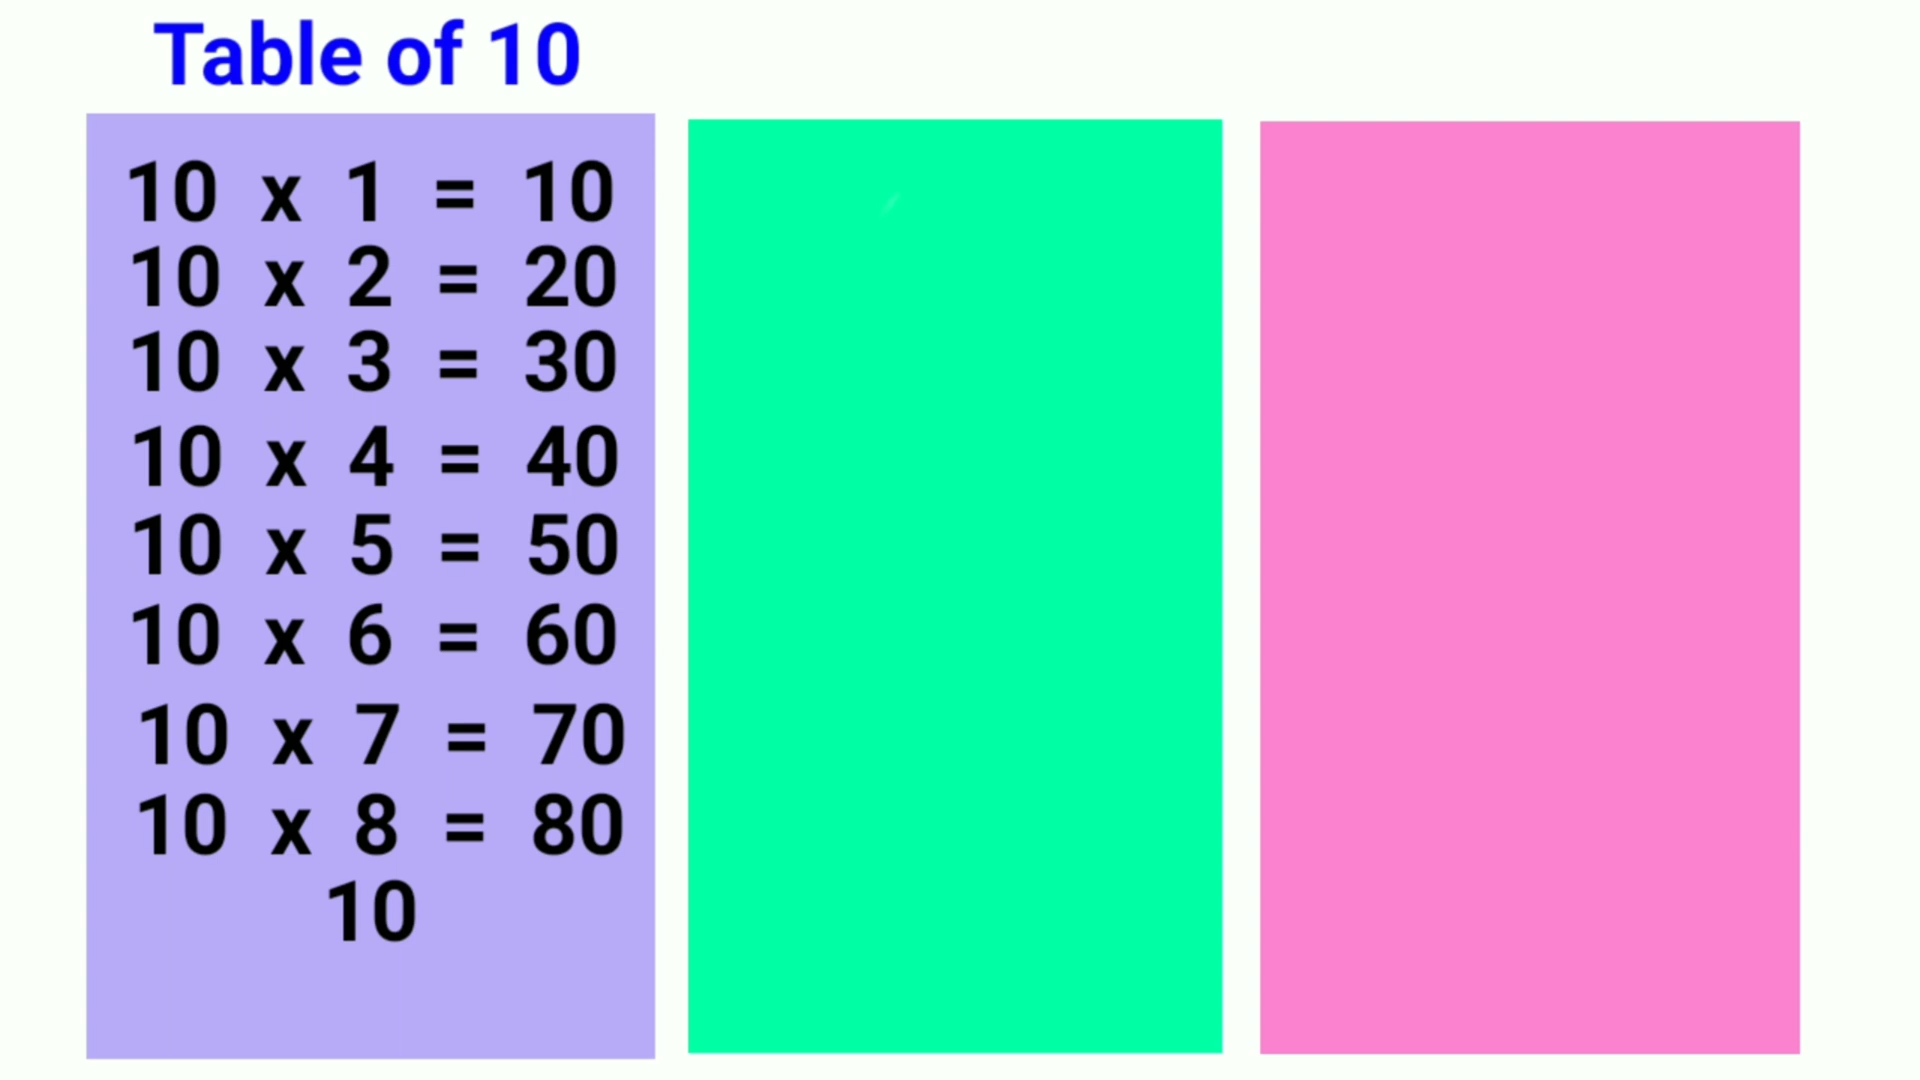 Table of 10
10 x 1 = 10
10 x 2 = 20
10 x 3 = 30
10 x 4 = 40
10 x 5 = 50
10 x 6 = 60
10 x 7 = 70
10 x 8 = 80
10